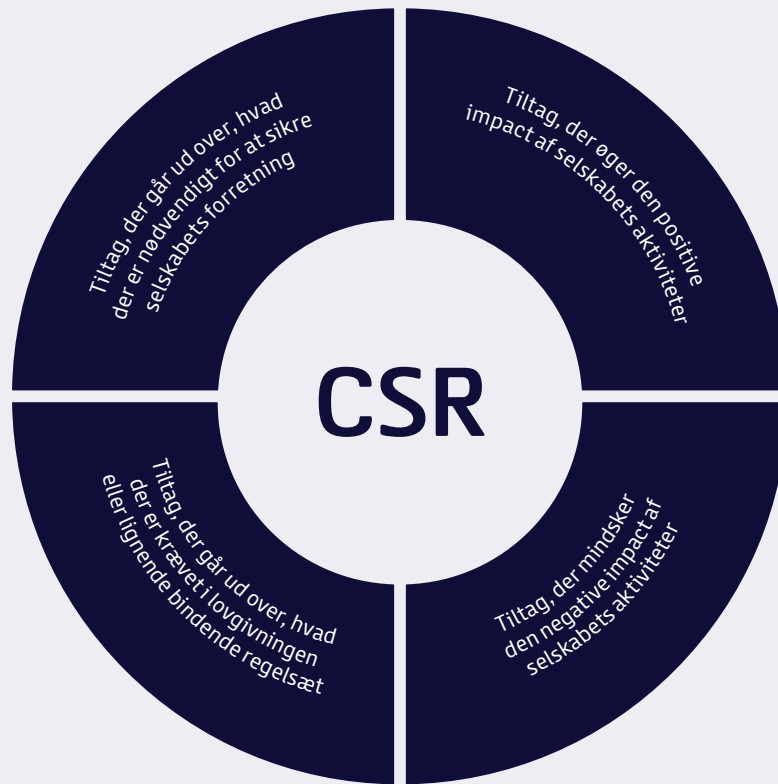 Tiltag, der går ud over, hvad
der er nødvendigt for at sikre
selskabets forretning
Tiltag, der øger den positive
impact af selskabets aktiviteter
CSR
Tiltag, der går ud over, hvad
der er krævet i lovgivningen
eller lignende bindende regelsæt
Tiltag, der mindsker
den negative impact af
selskabets aktiviteter